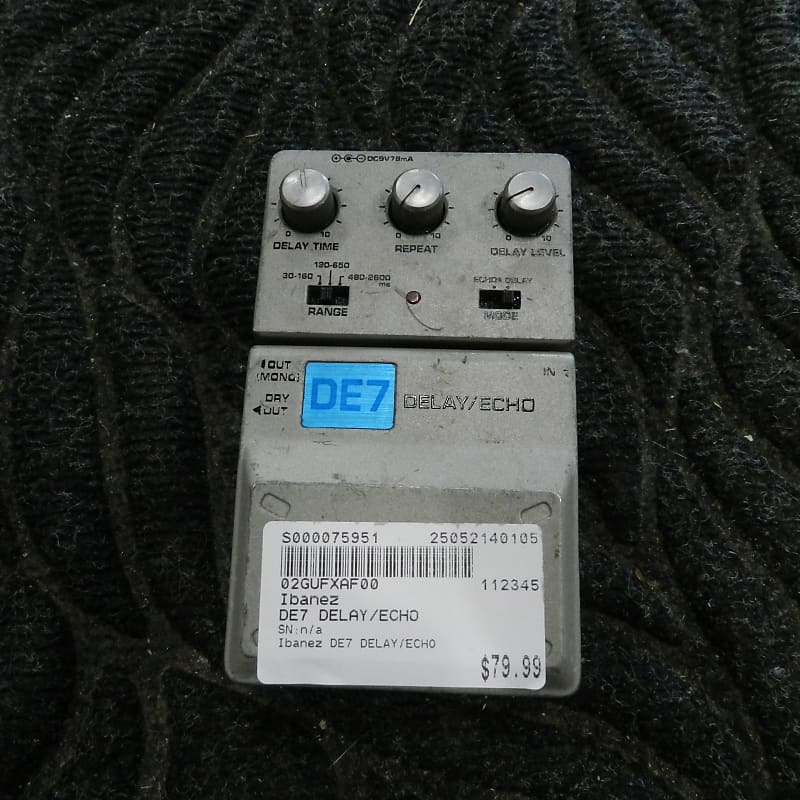 DC9V78mA
0 10 0 10 0 10
DELAY TIME REPEAT DELAY LEVEL
120-650
30-160 480-2600
ms
ECHO DELAY
RANGE MODE
OUT
(MONO)
IN
DRY
OUT
DE7 DELAY/ECHO
S000075951 25052140105
02GUFXAF00 112345
Ibanez
DE7 DELAY/ECHO
SN:n/a
Ibanez DE7 DELAY/ECHO
$79.99